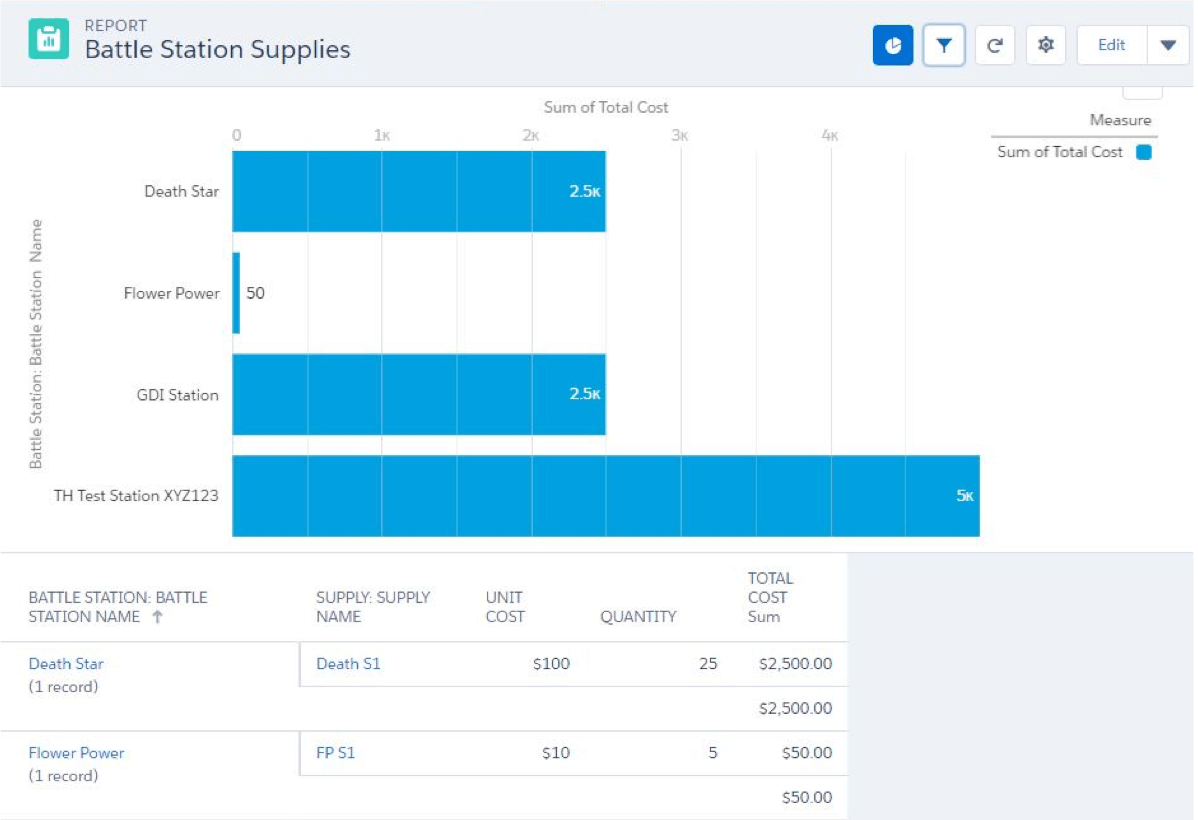 REPORT
Battle Station Supplies
Edit
Sum of Total Cost
0 1K 2K 3K 4K
Measure
Sum of Total Cost
Battle Station: Battle Station Name
Death Star 2.5K
Flower Power 50
GDI Station 2.5K
TH Test Station XYZ123 5K
BATTLE STATION: BATTLE
STATION NAME ↑
SUPPLY: SUPPLY
NAME
UNIT
COST
QUANTITY
TOTAL
COST
Sum
Death Star Death S1 $100 25 $2,500.00
(1 record)
$2,500.00
Flower Power FP S1 $10 5 $50.00
(1 record)
$50.00